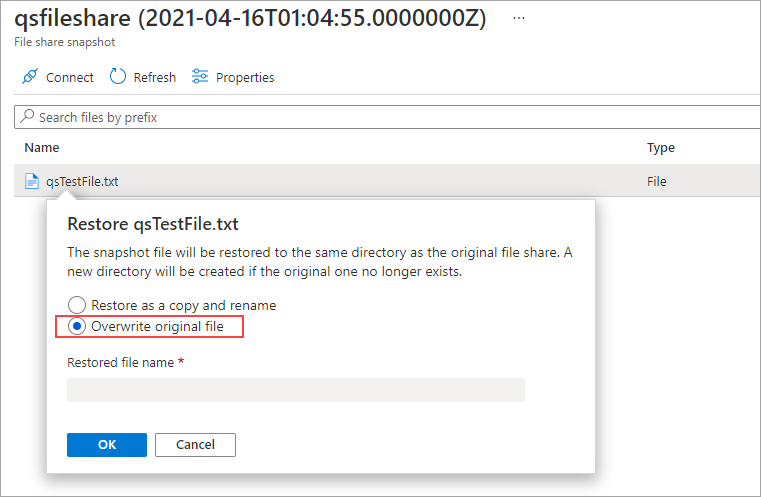 qsfileshare (2021-04-16T01:04:55.0000000Z) ...
File share snapshot
Connect Refresh Properties
Search files by prefix
Name Type
qsTestFile.txt File
Restore qsTestFile.txt
The snapshot file will be restored to the same directory as the original file share. A
new directory will be created if the original one no longer exists.
Restore as a copy and rename
Overwrite original file
Restored file name *
OK Cancel